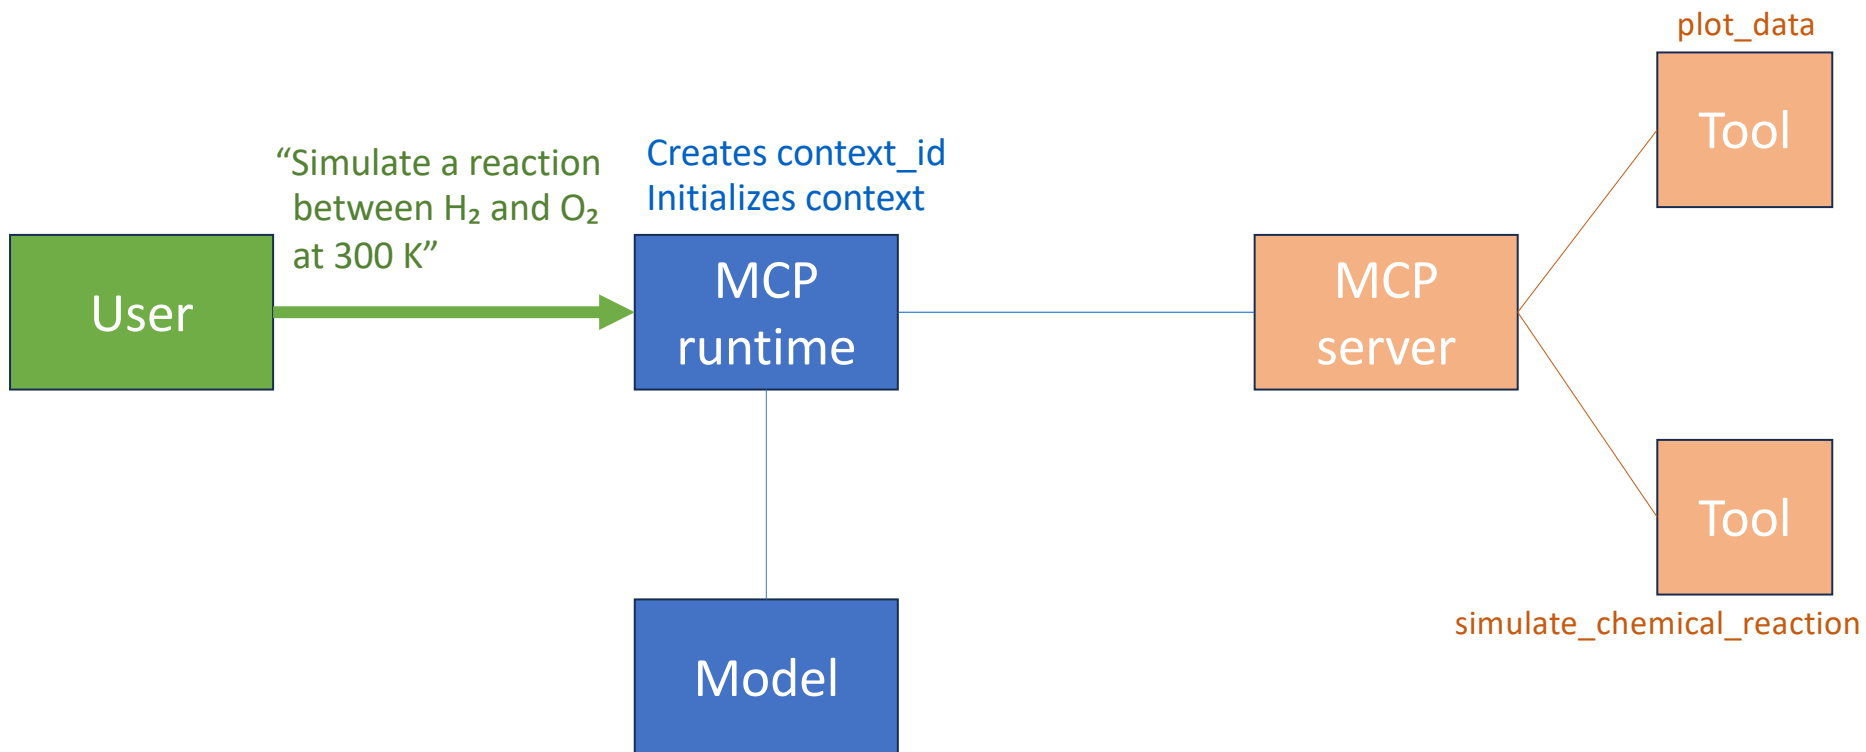 plot_data
Tool
“Simulate a reaction
between H₂ and O₂
at 300 K”
Creates context_id
Initializes context
User
MCP
runtime
MCP
server
Tool
simulate_chemical_reaction
Model